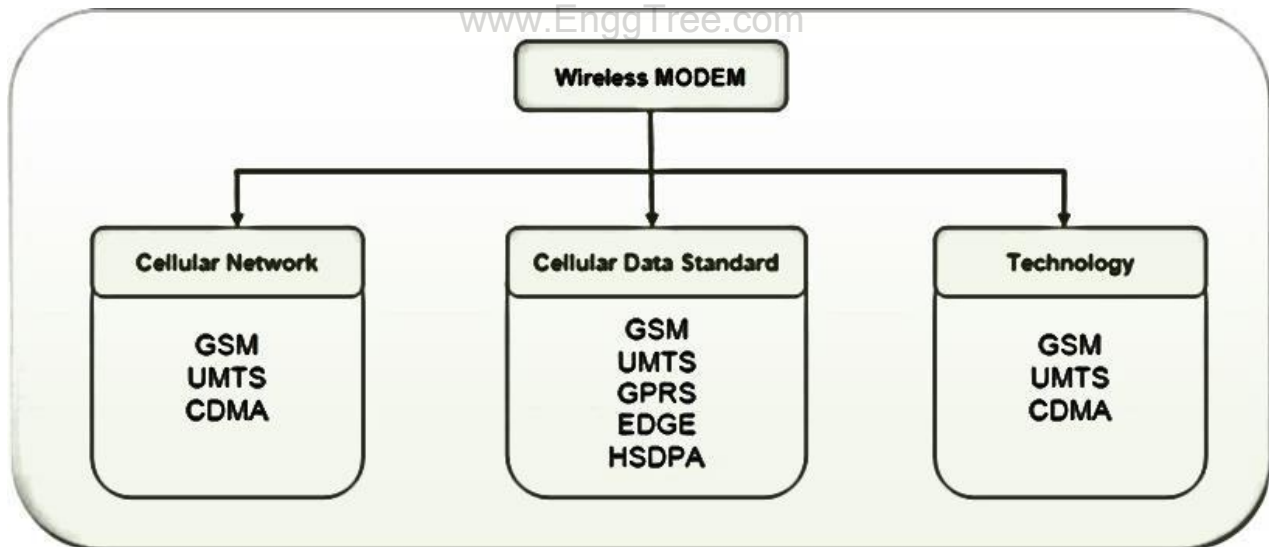 www.EnggTree.com
Wireless MODEM
Cellular Network
GSM
UMTS
CDMA
Cellular Data Standard
GSM
UMTS
GPRS
EDGE
HSDPA
Technology
GSM
UMTS
CDMA